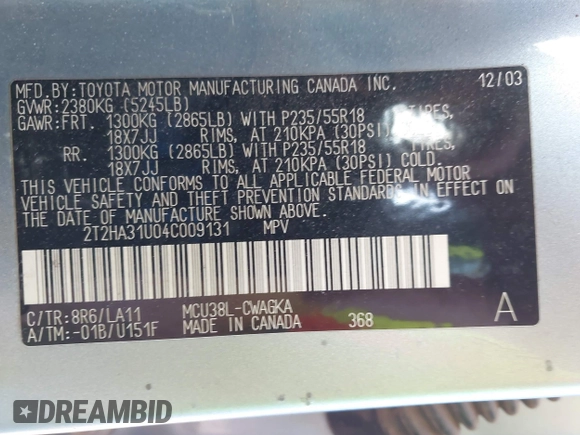 MFD.BY:TOYOTA MOTOR MANUFACTURING CANADA INC. 12/03
GVWR:2380KG (5245LB)
GAWR:FRT. 1300KG (2865LB) WITH P235/55R18 TIRES,
18X7JJ RIMS, AT 210KPA (30PSI)
RR. 1300KG (2865LB) WITH P235/55R18 TIRES,
18X7JJ RIMS, AT 210KPA (30PSI) COLD.
THIS VEHICLE CONFORMS TO ALL APPLICABLE FEDERAL MOTOR
VEHICLE SAFETY AND THEFT PREVENTION STANDARDS IN EFFECT ON
THE DATE OF MANUFACTURE SHOWN ABOVE.
2T2HA31U04C009131 MPV
C/TR:8R6/LA11 MCU38L-CWAGKA
A/TM:-01B/U151F MADE IN CANADA 368 A
DREAMBID